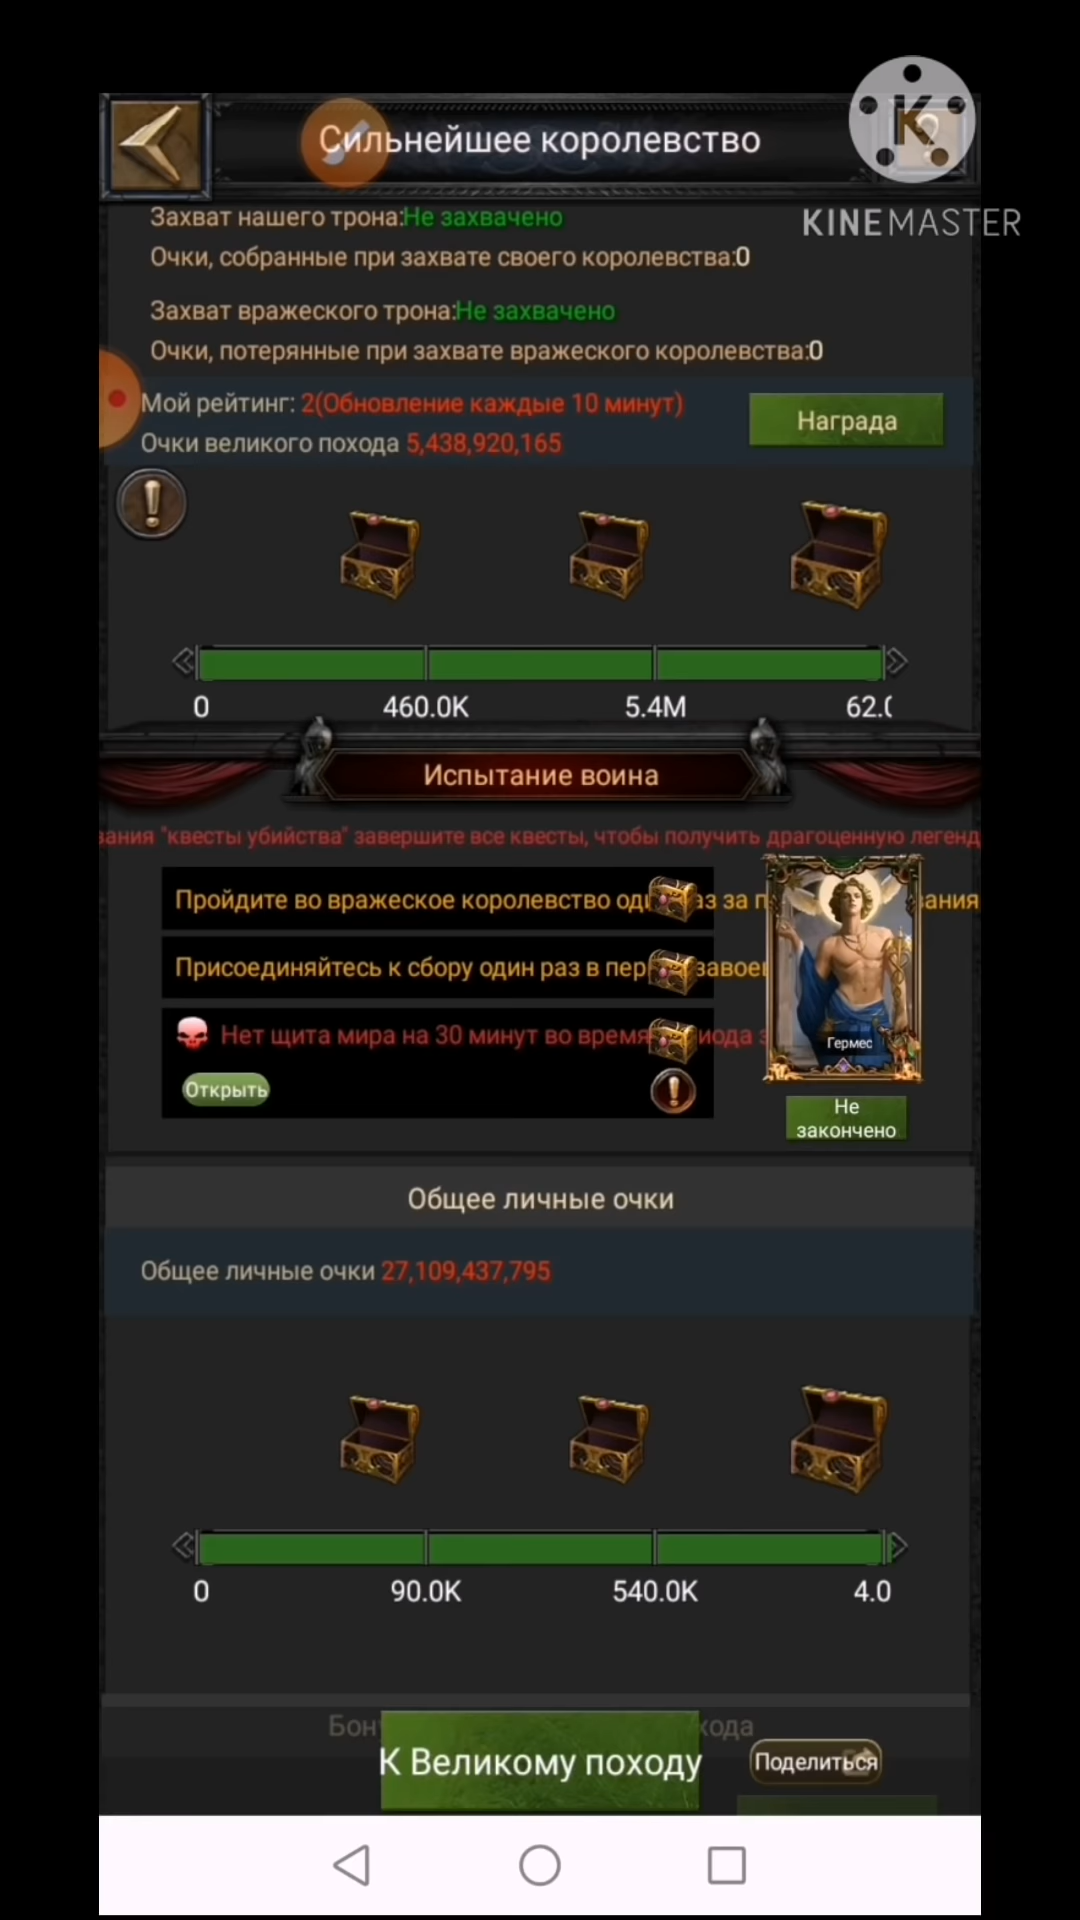 Сильнейшее королевство
KINEMASTER
Захват нашего трона:Не захвачено
Очки, собранные при захвате своего королевства:0
Захват вражеского трона:Не захвачено
Очки, потерянные при захвате вражеского королевства:0
Мой рейтинг: 2(Обновление каждые 10 минут)
Очки великого похода 5,438,920,165
Награда
0 460.0K 5.4M 62.
Испытание воина
вания "квесты убийства" завершите все квесты, чтобы получить драгоценную легенд
Пройдите во вражеское королевство за
Присоединяйтесь к сбору один раз в
Нет щита мира на 30 минут во время
Открыть
Гермес
Не
закончено
Общее личные очки
Общее личные очки 27,109,437,795
0 90.0K 540.0K 4.0
К Великому походу
Поделиться